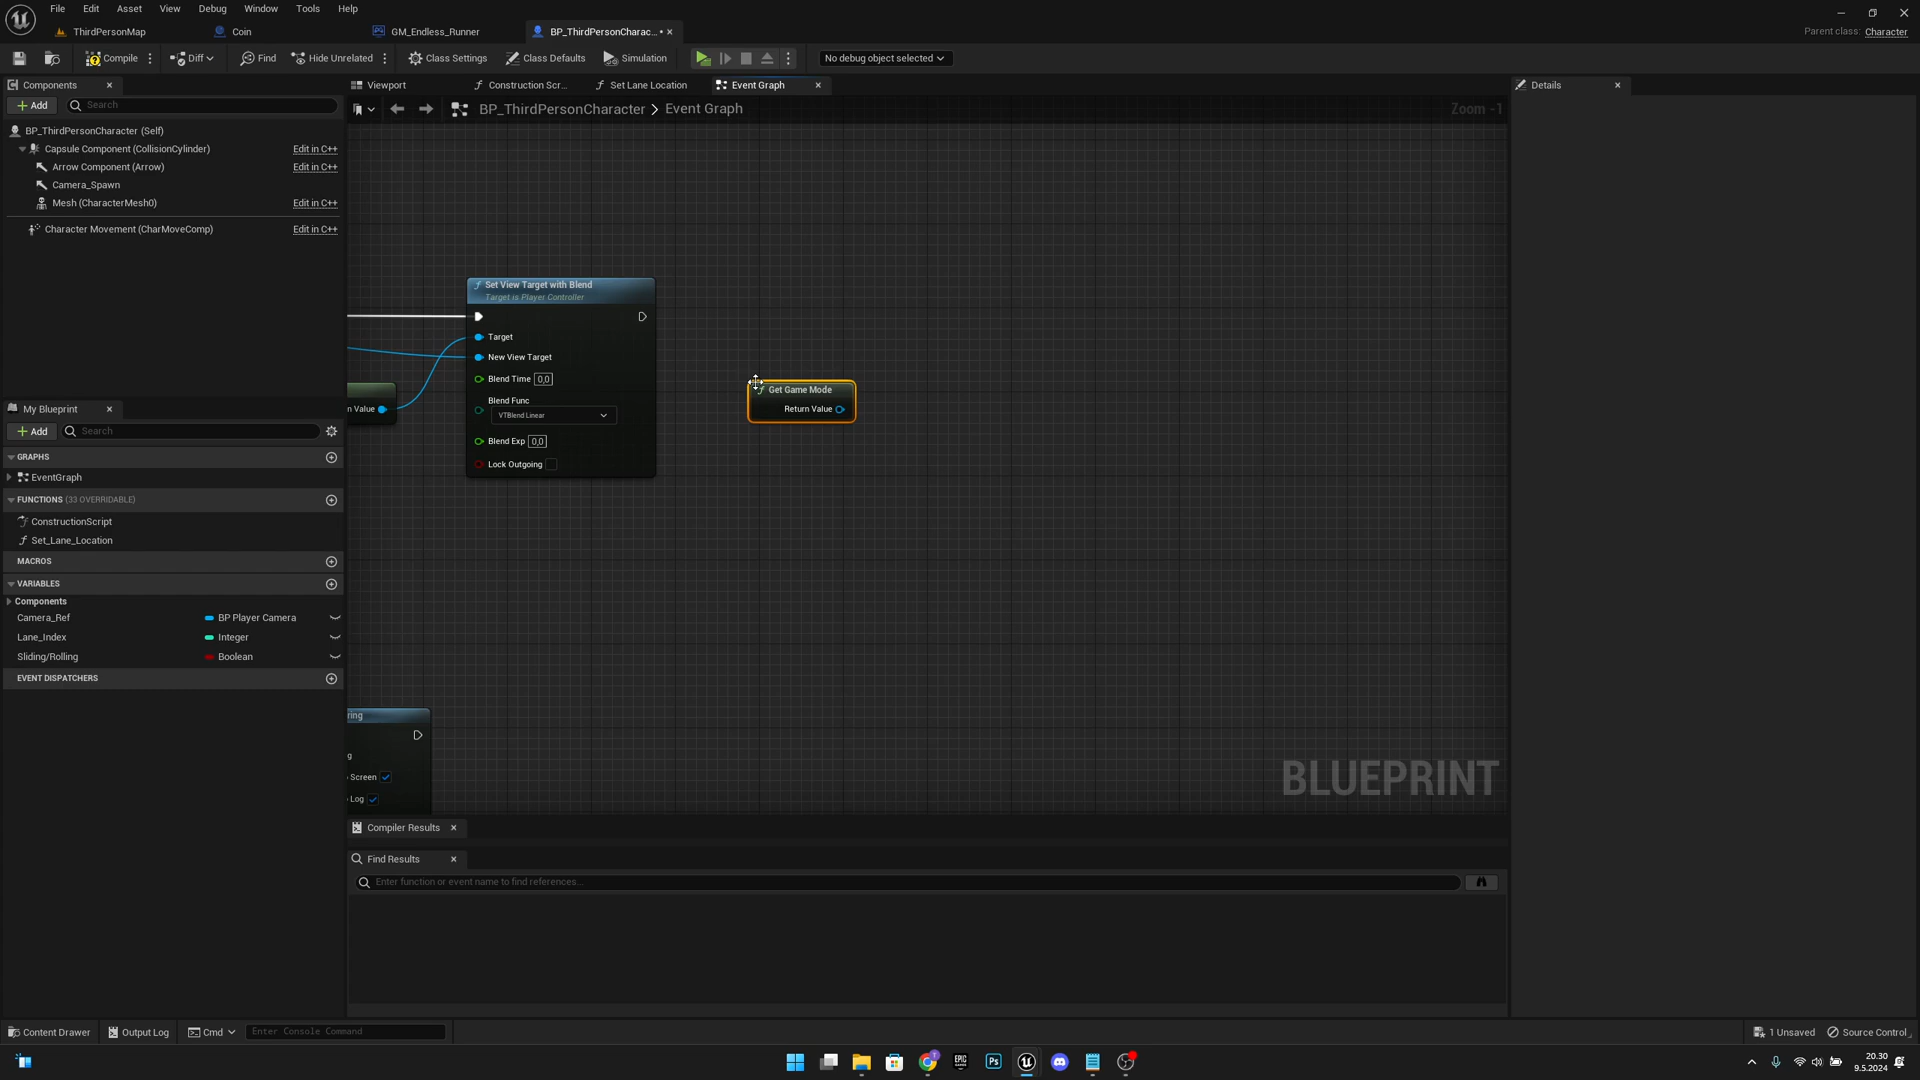 File Edit Asset View Debug Window Tools Help
ThirdPersonMap Coin GM_Endless_Runner BP_ThirdPersonCharac... •
Parent class: Character
Compile Diff Find Hide Unrelated Class Settings Class Defaults Simulation No debug object selected
Components
Add Search
BP_ThirdPersonCharacter (Self)
Capsule Component (CollisionCylinder) Edit in C++
Arrow Component (Arrow) Edit in C++
Camera_Spawn
Mesh (CharacterMesh0) Edit in C++
Character Movement (CharMoveComp) Edit in C++
My Blueprint
Add Search
GRAPHS
EventGraph
FUNCTIONS (33 OVERRIDABLE)
ConstructionScript
Set_Lane_Location
MACROS
VARIABLES
Components
Camera_Ref BP Player Camera
Lane_Index Integer
Sliding/Rolling Boolean
EVENT DISPATCHERS
Viewport Construction Scr... Set Lane Location Event Graph
BP_ThirdPersonCharacter > Event Graph
Zoom -1
Set View Target with Blend
Target is Player Controller
Target
New View Target
Blend Time 0,0
Blend Func
VTBlend Linear
Blend Exp 0,0
Lock Outgoing
n Value
Get Game Mode
Return Value
ring
g
Screen
Log
BLUEPRINT
Compiler Results
Find Results
Enter function or event name to find references...
Details
Content Drawer Output Log Cmd Enter Console Command
1 Unsaved Source Control
Ps
20.30
9.5.2024